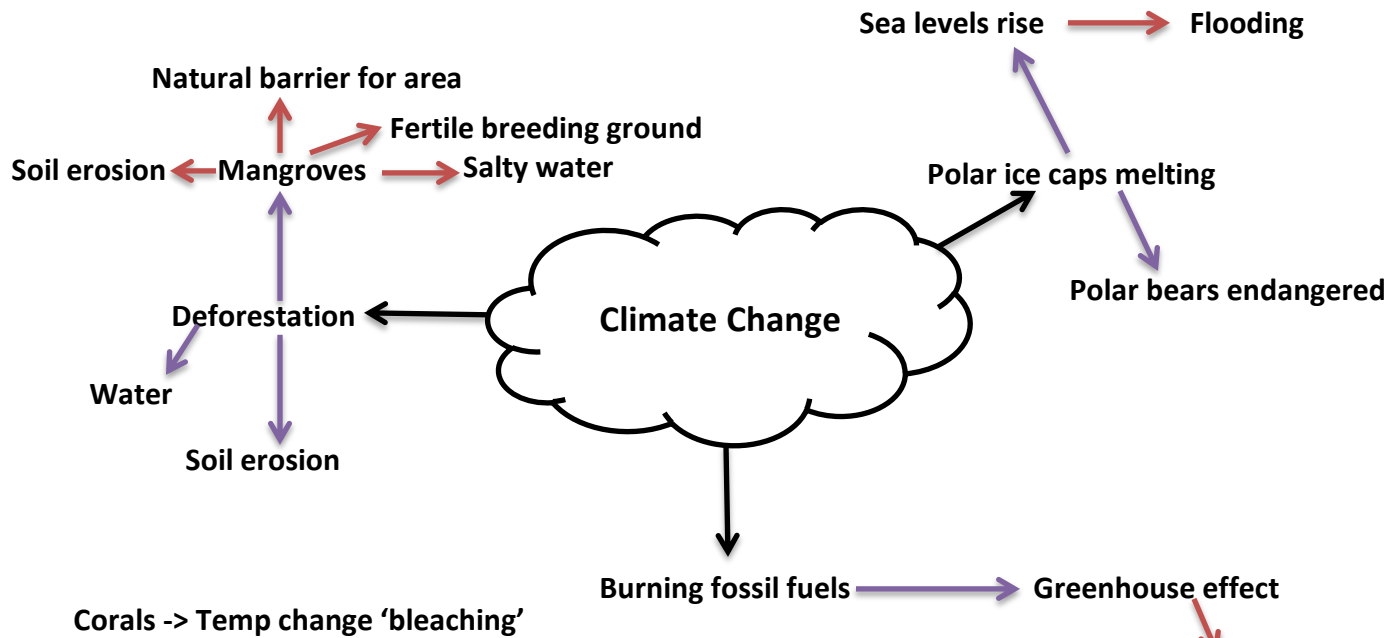 Sea levels rise
Flooding
Natural barrier for area
Fertile breeding ground
Soil erosion
Mangroves
Salty water
Polar ice caps melting
Deforestation
Climate Change
Polar bears endangered
Water
Soil erosion
Burning fossil fuels
Greenhouse effect
Corals -> Temp change ‘bleaching’